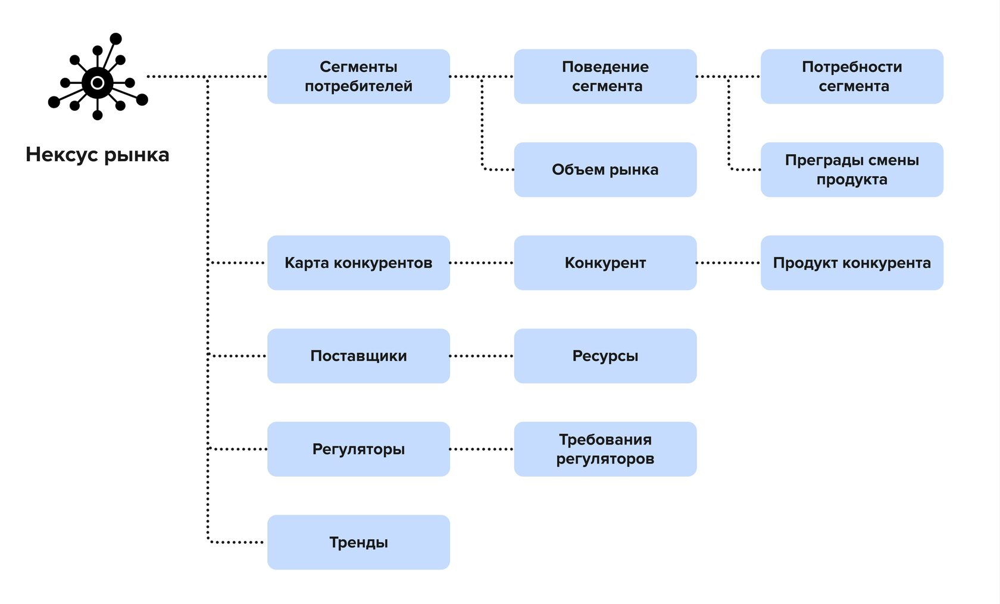 Нексус рынка
Сегменты
потребителей
Поведение
сегмента
Потребности
сегмента
Объем рынка
Преграды смены
продукта
Карта конкурентов
Конкурент
Продукт конкурента
Поставщики
Ресурсы
Регуляторы
Требования
регуляторов
Тренды